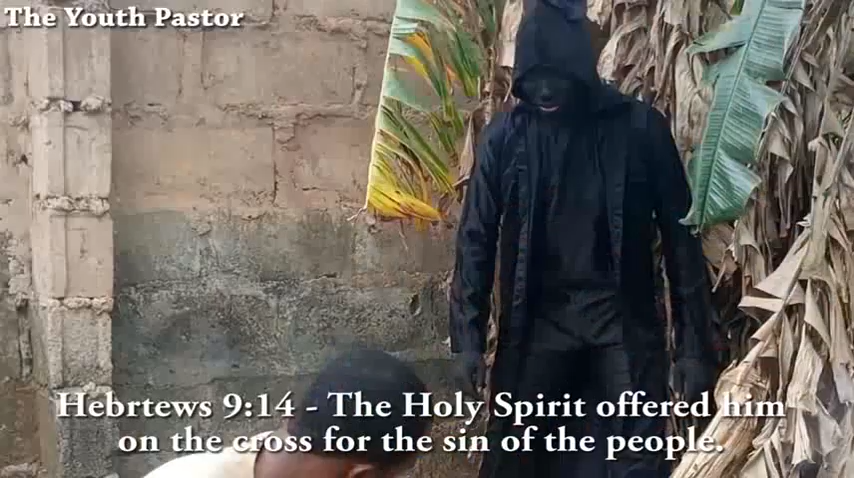 The Youth Pastor
Hebrtews 9:14 - The Holy Spirit offered him
on the cross for the sin of the people.